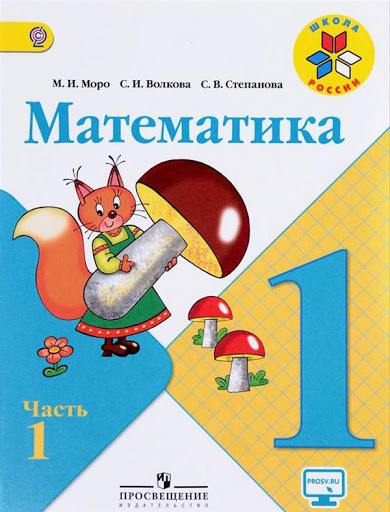 ШКОЛА
РОССИИ
М. И. Моро С. И. Волкова С. В. Степанова
Математика
1
Часть
1
ПРОСВЕЩЕНИЕ
ИЗДАТЕЛЬСТВО
PROSV.RU